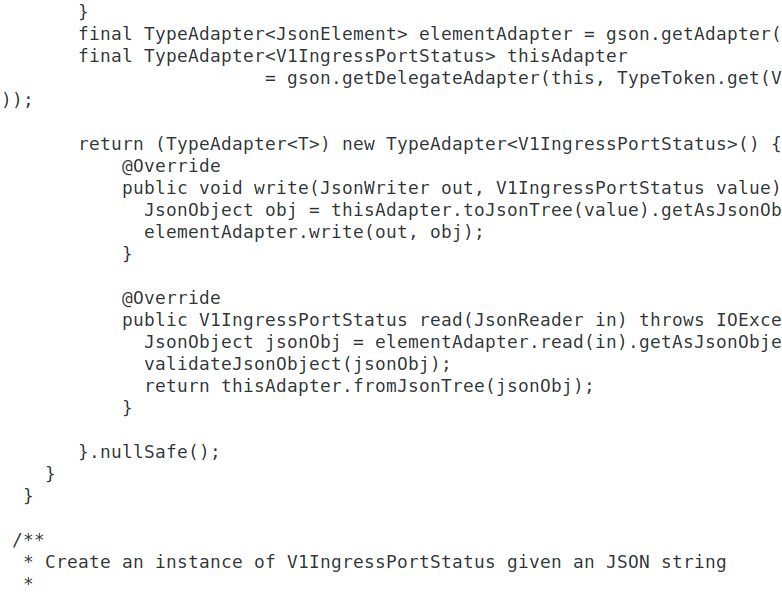 }
       final TypeAdapter<JsonElement> elementAdapter = gson.getAdapter(
       final TypeAdapter<V1IngressPortStatus> thisAdapter
                        = gson.getDelegateAdapter(this, TypeToken.get(V
));

       return (TypeAdapter<T>) new TypeAdapter<V1IngressPortStatus>() {
           @Override
           public void write(JsonWriter out, V1IngressPortStatus value)
             JsonObject obj = thisAdapter.toJsonTree(value).getAsJsonOb
             elementAdapter.write(out, obj);
           }

           @Override
           public V1IngressPortStatus read(JsonReader in) throws IOExce
             JsonObject jsonObj = elementAdapter.read(in).getAsJsonObje
             validateJsonObject(jsonObj);
             return thisAdapter.fromJsonTree(jsonObj);
           }

       }.nullSafe();
    }
  }

 /**
  * Create an instance of V1IngressPortStatus given an JSON string
  *